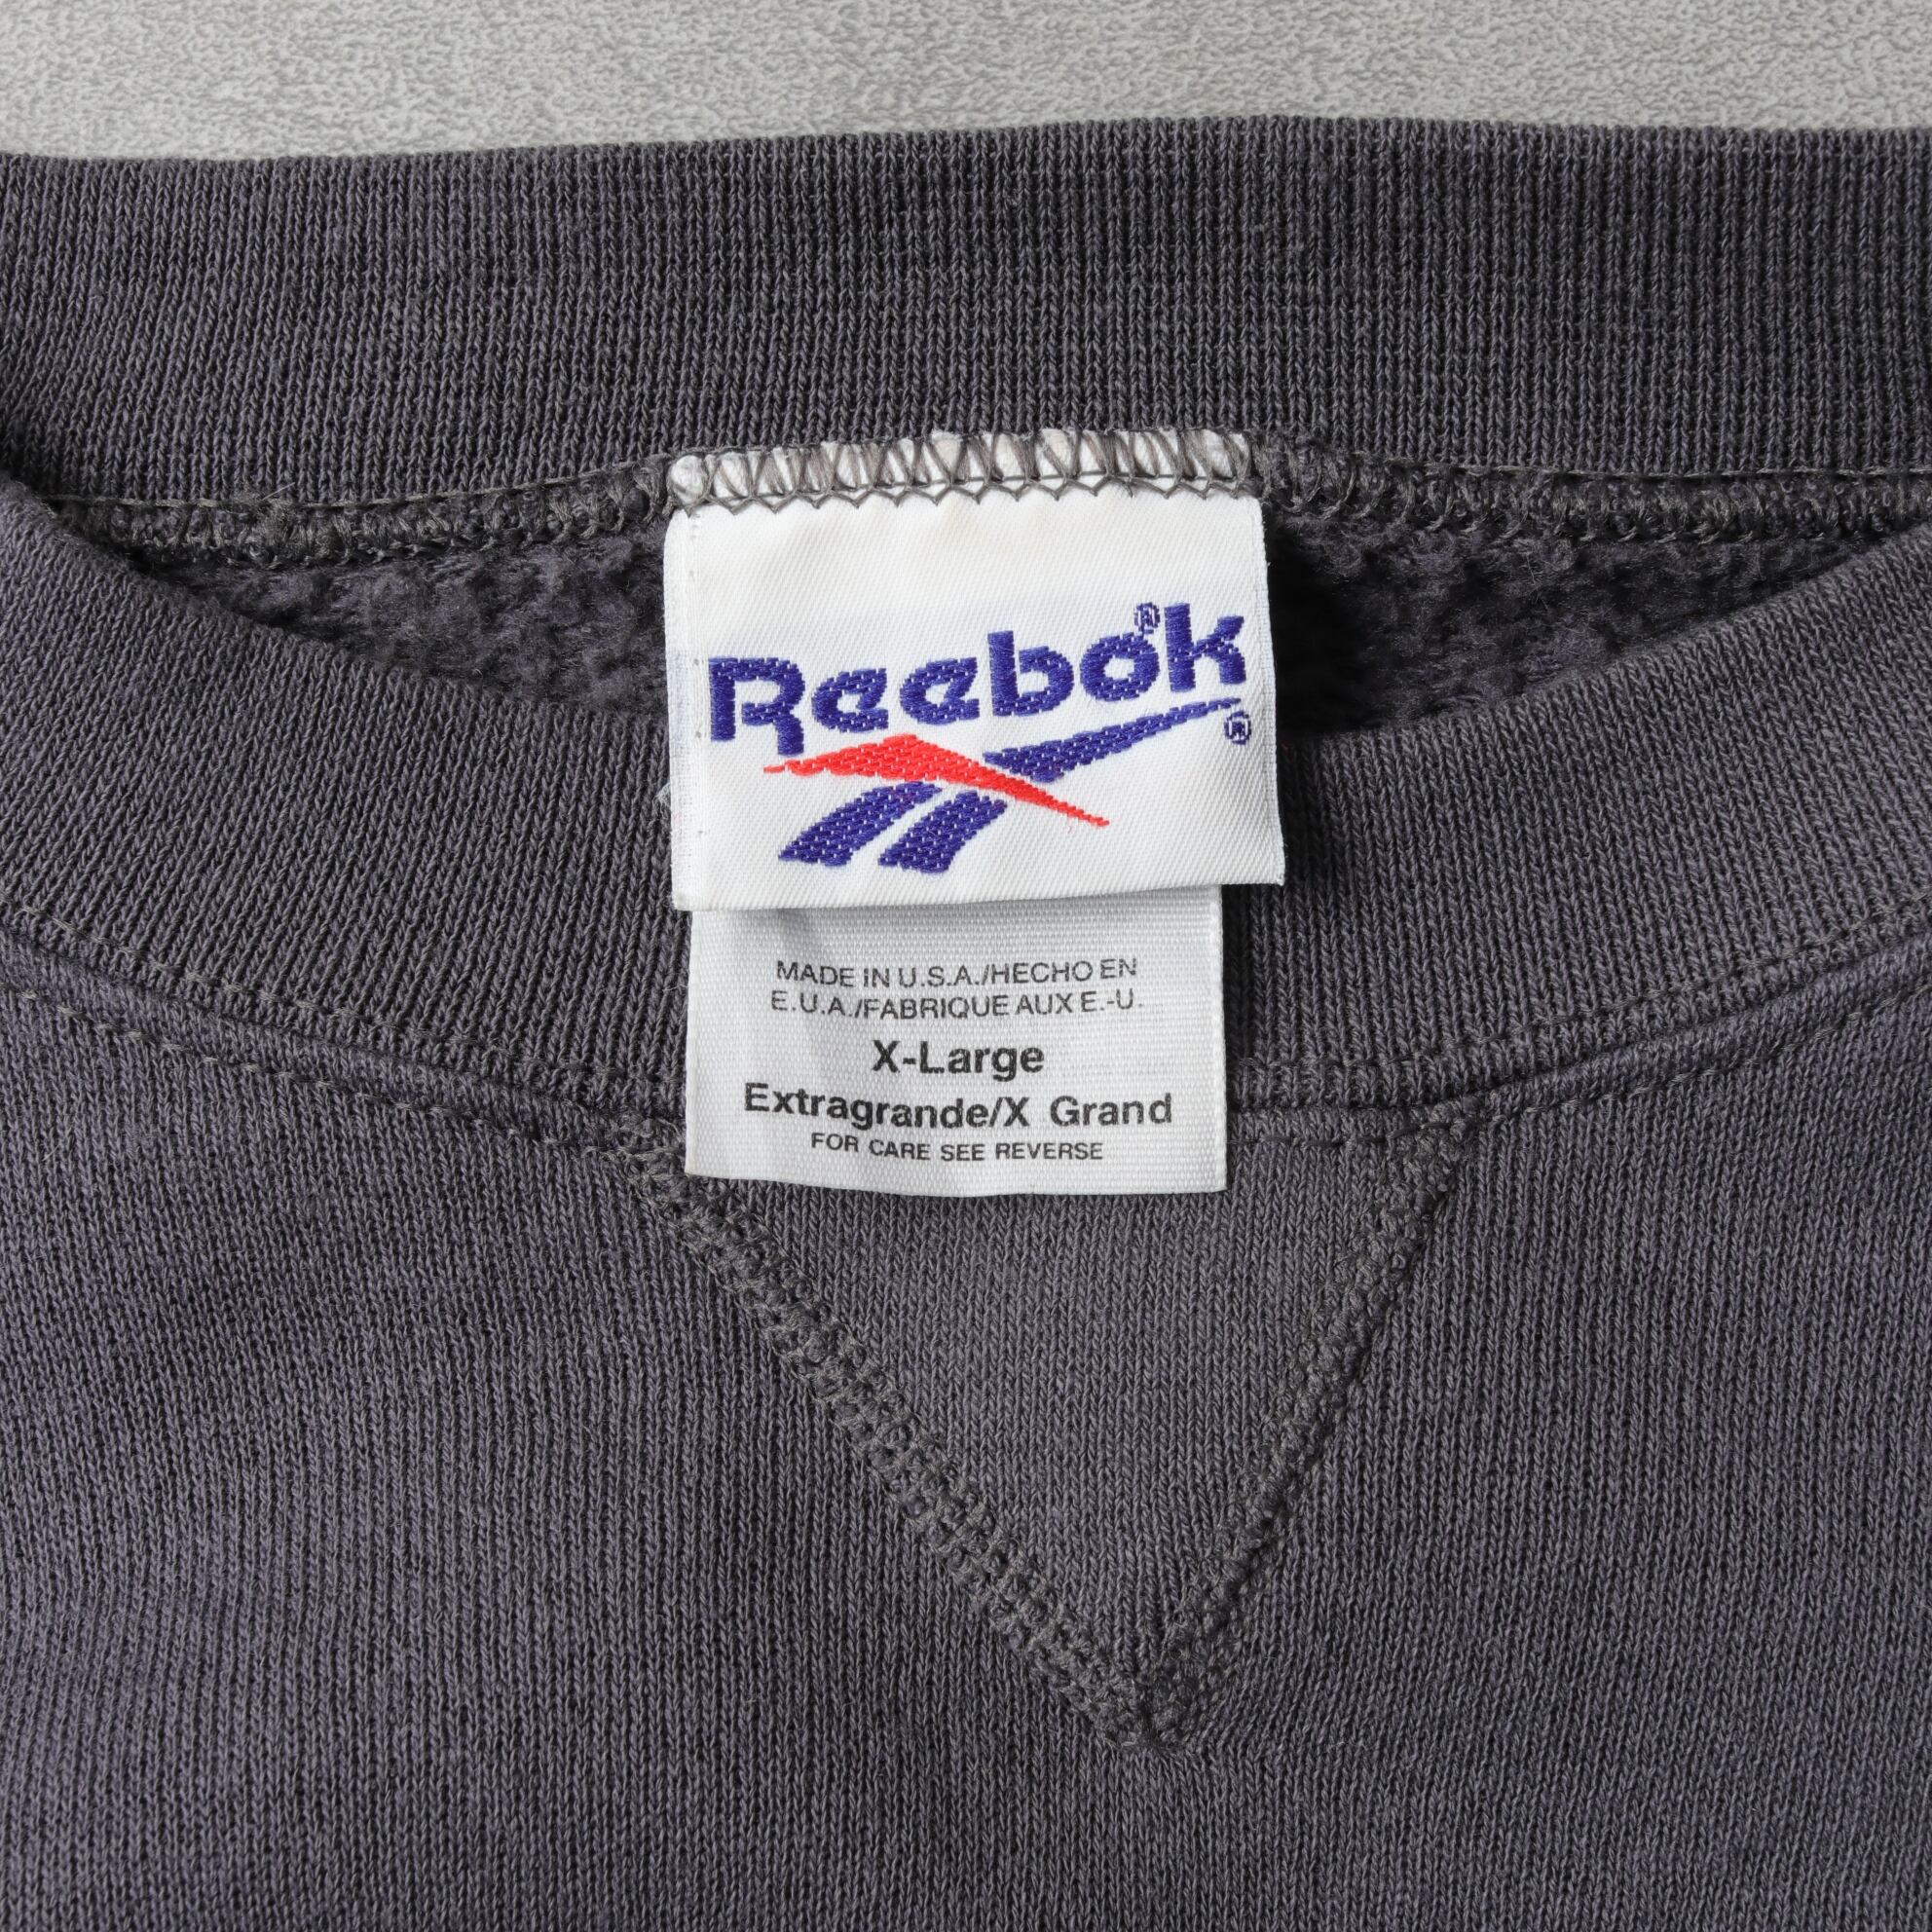 Reebok®
®
MADE IN U.S.A./HECHO EN
E.U.A./FABRIQUE AUX E.-U.
X-Large
Extragrande/X Grand
FOR CARE SEE REVERSE